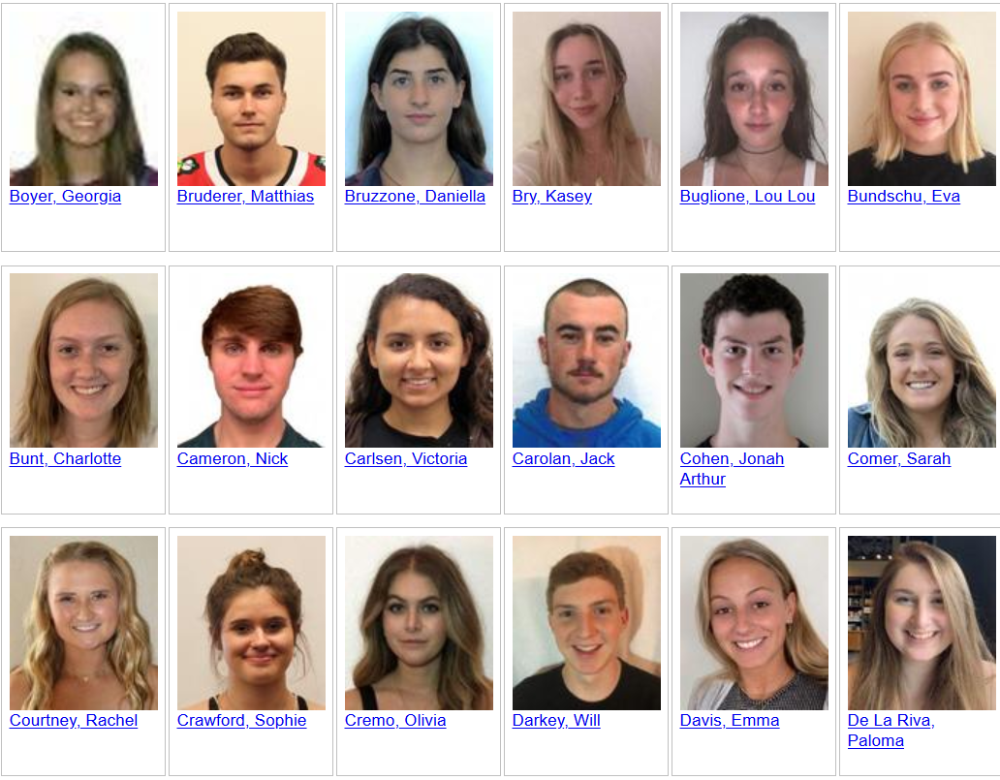 Boyer, Georgia
Bruderer, Matthias
Bruzzone, Daniella
Bry, Kasey
Buglione, Lou Lou
Bundschu, Eva
Bunt, Charlotte
Cameron, Nick
Carlsen, Victoria
Carolan, Jack
Cohen, Jonah
Arthur
Comer, Sarah
Courtney, Rachel
Crawford, Sophie
Cremo, Olivia
Darkey, Will
Davis, Emma
De La Riva,
Paloma